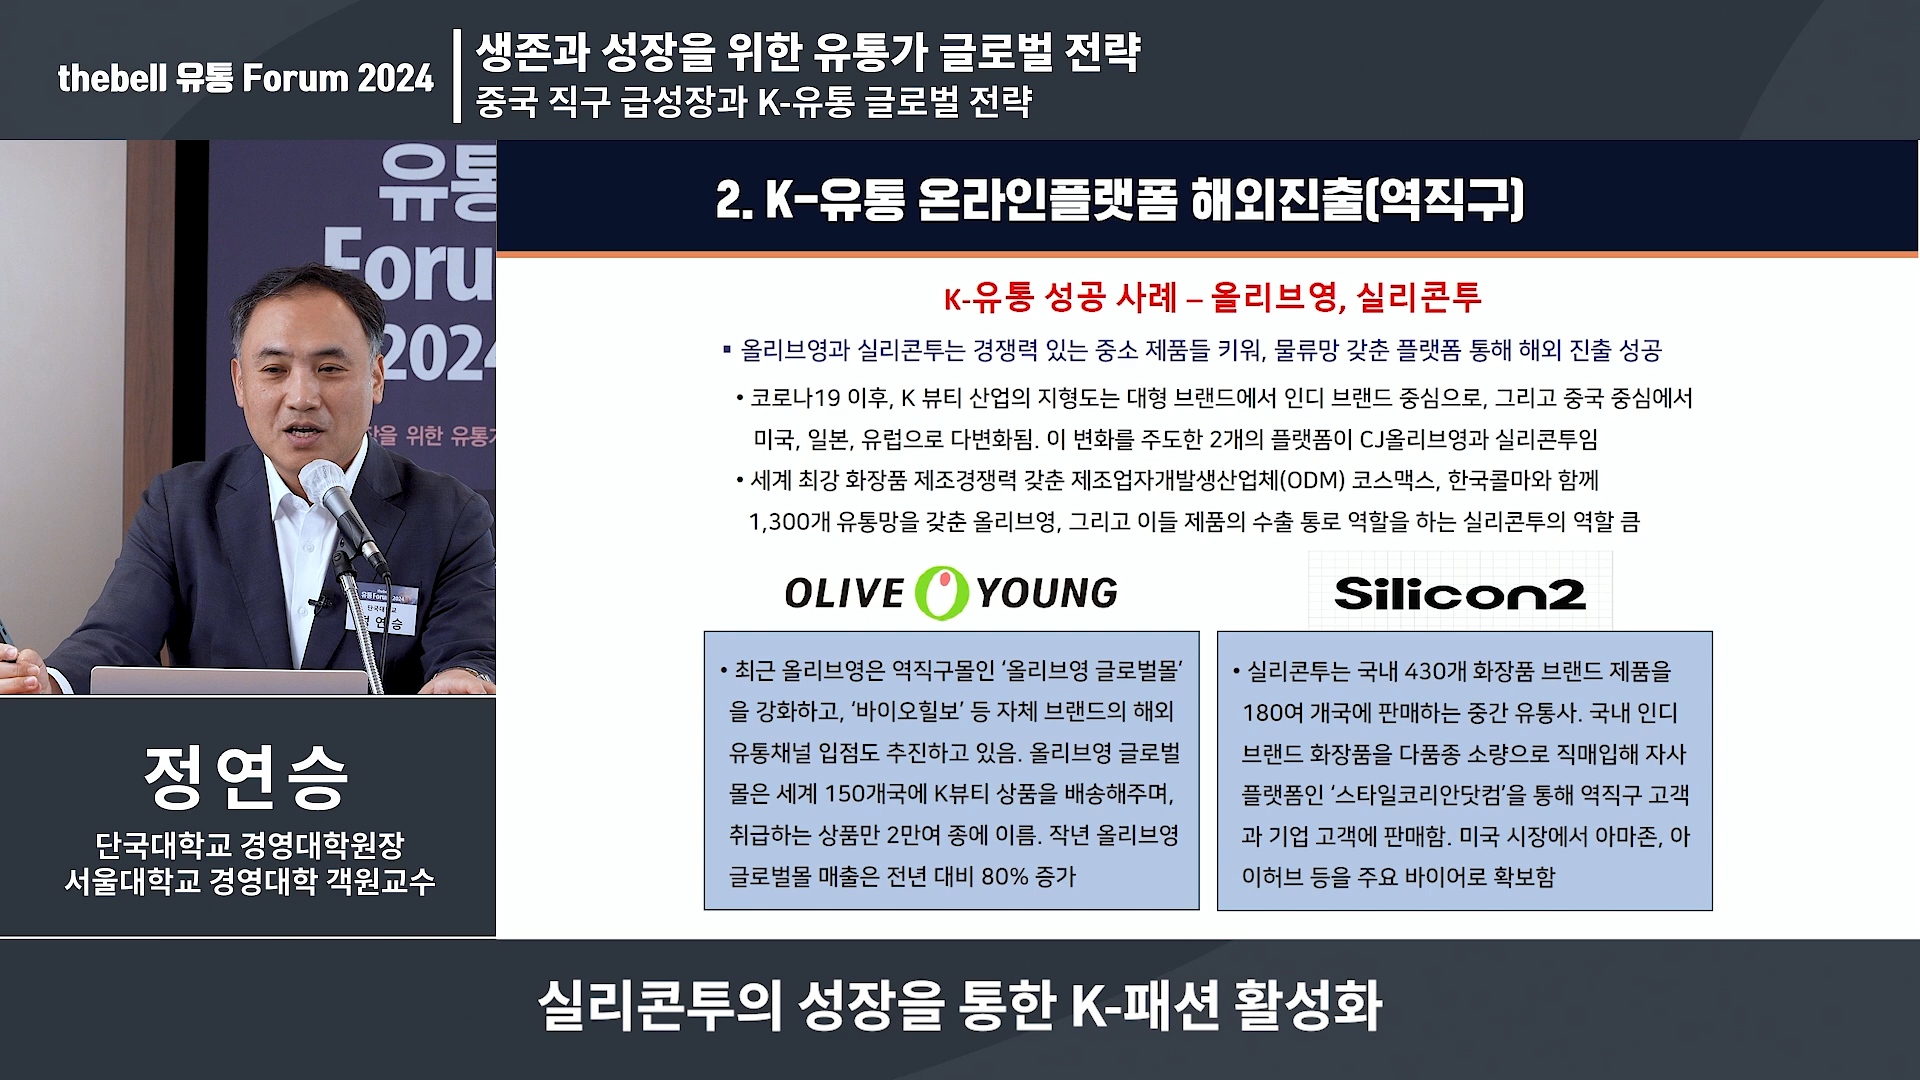 thebell 유통 Forum 2024
생존과 성장을 위한 유통가 글로벌 전략
중국 직구 급성장과 K-유통 글로벌 전략
유통
Forum
2024
장을 위한 유통가
유통 Forum 2024
단국대학교
정연승
2. K-유통 온라인플랫폼 해외진출(역직구)
K-유통 성공 사례 – 올리브영, 실리콘투
▪ 올리브영과 실리콘투는 경쟁력 있는 중소 제품들 키워, 물류망 갖춘 플랫폼 통해 해외 진출 성공
• 코로나19 이후, K 뷰티 산업의 지형도는 대형 브랜드에서 인디 브랜드 중심으로, 그리고 중국 중심에서
미국, 일본, 유럽으로 다변화됨. 이 변화를 주도한 2개의 플랫폼이 CJ올리브영과 실리콘투임
• 세계 최강 화장품 제조경쟁력 갖춘 제조업자개발생산업체(ODM) 코스맥스, 한국콜마와 함께
1,300개 유통망을 갖춘 올리브영, 그리고 이들 제품의 수출 통로 역할을 하는 실리콘투의 역할 큼
OLIVE YOUNG
• 최근 올리브영은 역직구몰인 ‘올리브영 글로벌몰‘
을 강화하고, ‘바이오힐보’ 등 자체 브랜드의 해외
유통채널 입점도 추진하고 있음. 올리브영 글로벌
몰은 세계 150개국에 K뷰티 상품을 배송해주며,
취급하는 상품만 2만여 종에 이름. 작년 올리브영
글로벌몰 매출은 전년 대비 80% 증가
Silicon2
• 실리콘투는 국내 430개 화장품 브랜드 제품을
180여 개국에 판매하는 중간 유통사. 국내 인디
브랜드 화장품을 다품종 소량으로 직매입해 자사
플랫폼인 ‘스타일코리안닷컴’을 통해 역직구 고객
과 기업 고객에 판매함. 미국 시장에서 아마존, 아
이허브 등을 주요 바이어로 확보함
정연승
단국대학교 경영대학원장
서울대학교 경영대학 객원교수
실리콘투의 성장을 통한 K-패션 활성화